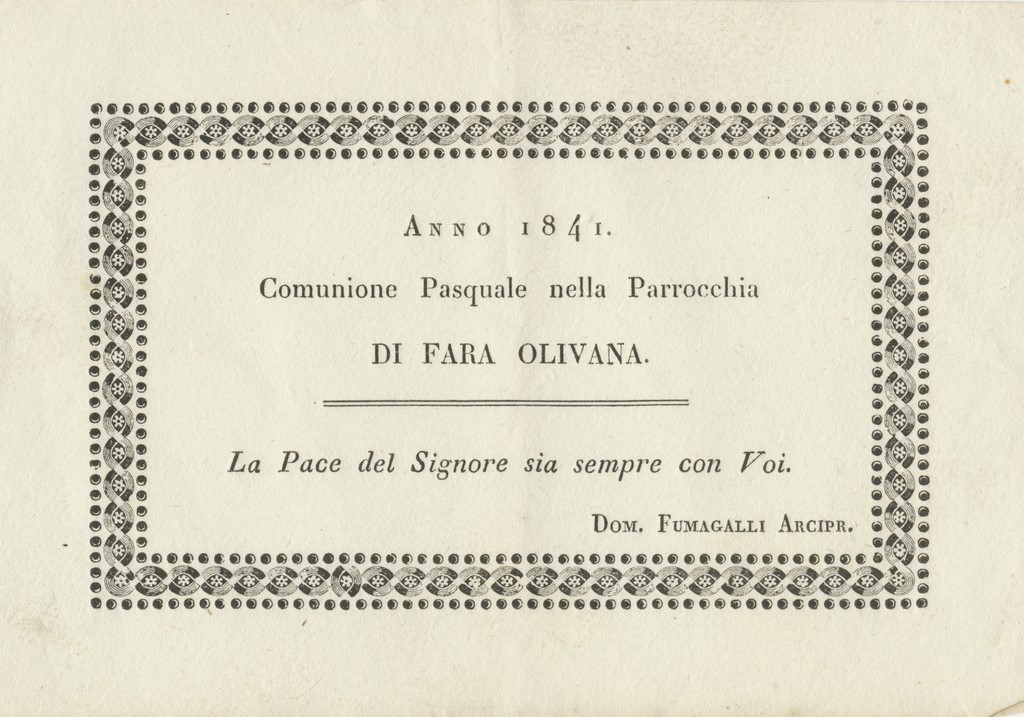 ANNO 1841.
Comunione Pasquale nella Parrocchia
DI FARA OLIVANA.
La Pace del Signore sia sempre con Voi.
DOM. FUMAGALLI ARCIPR.